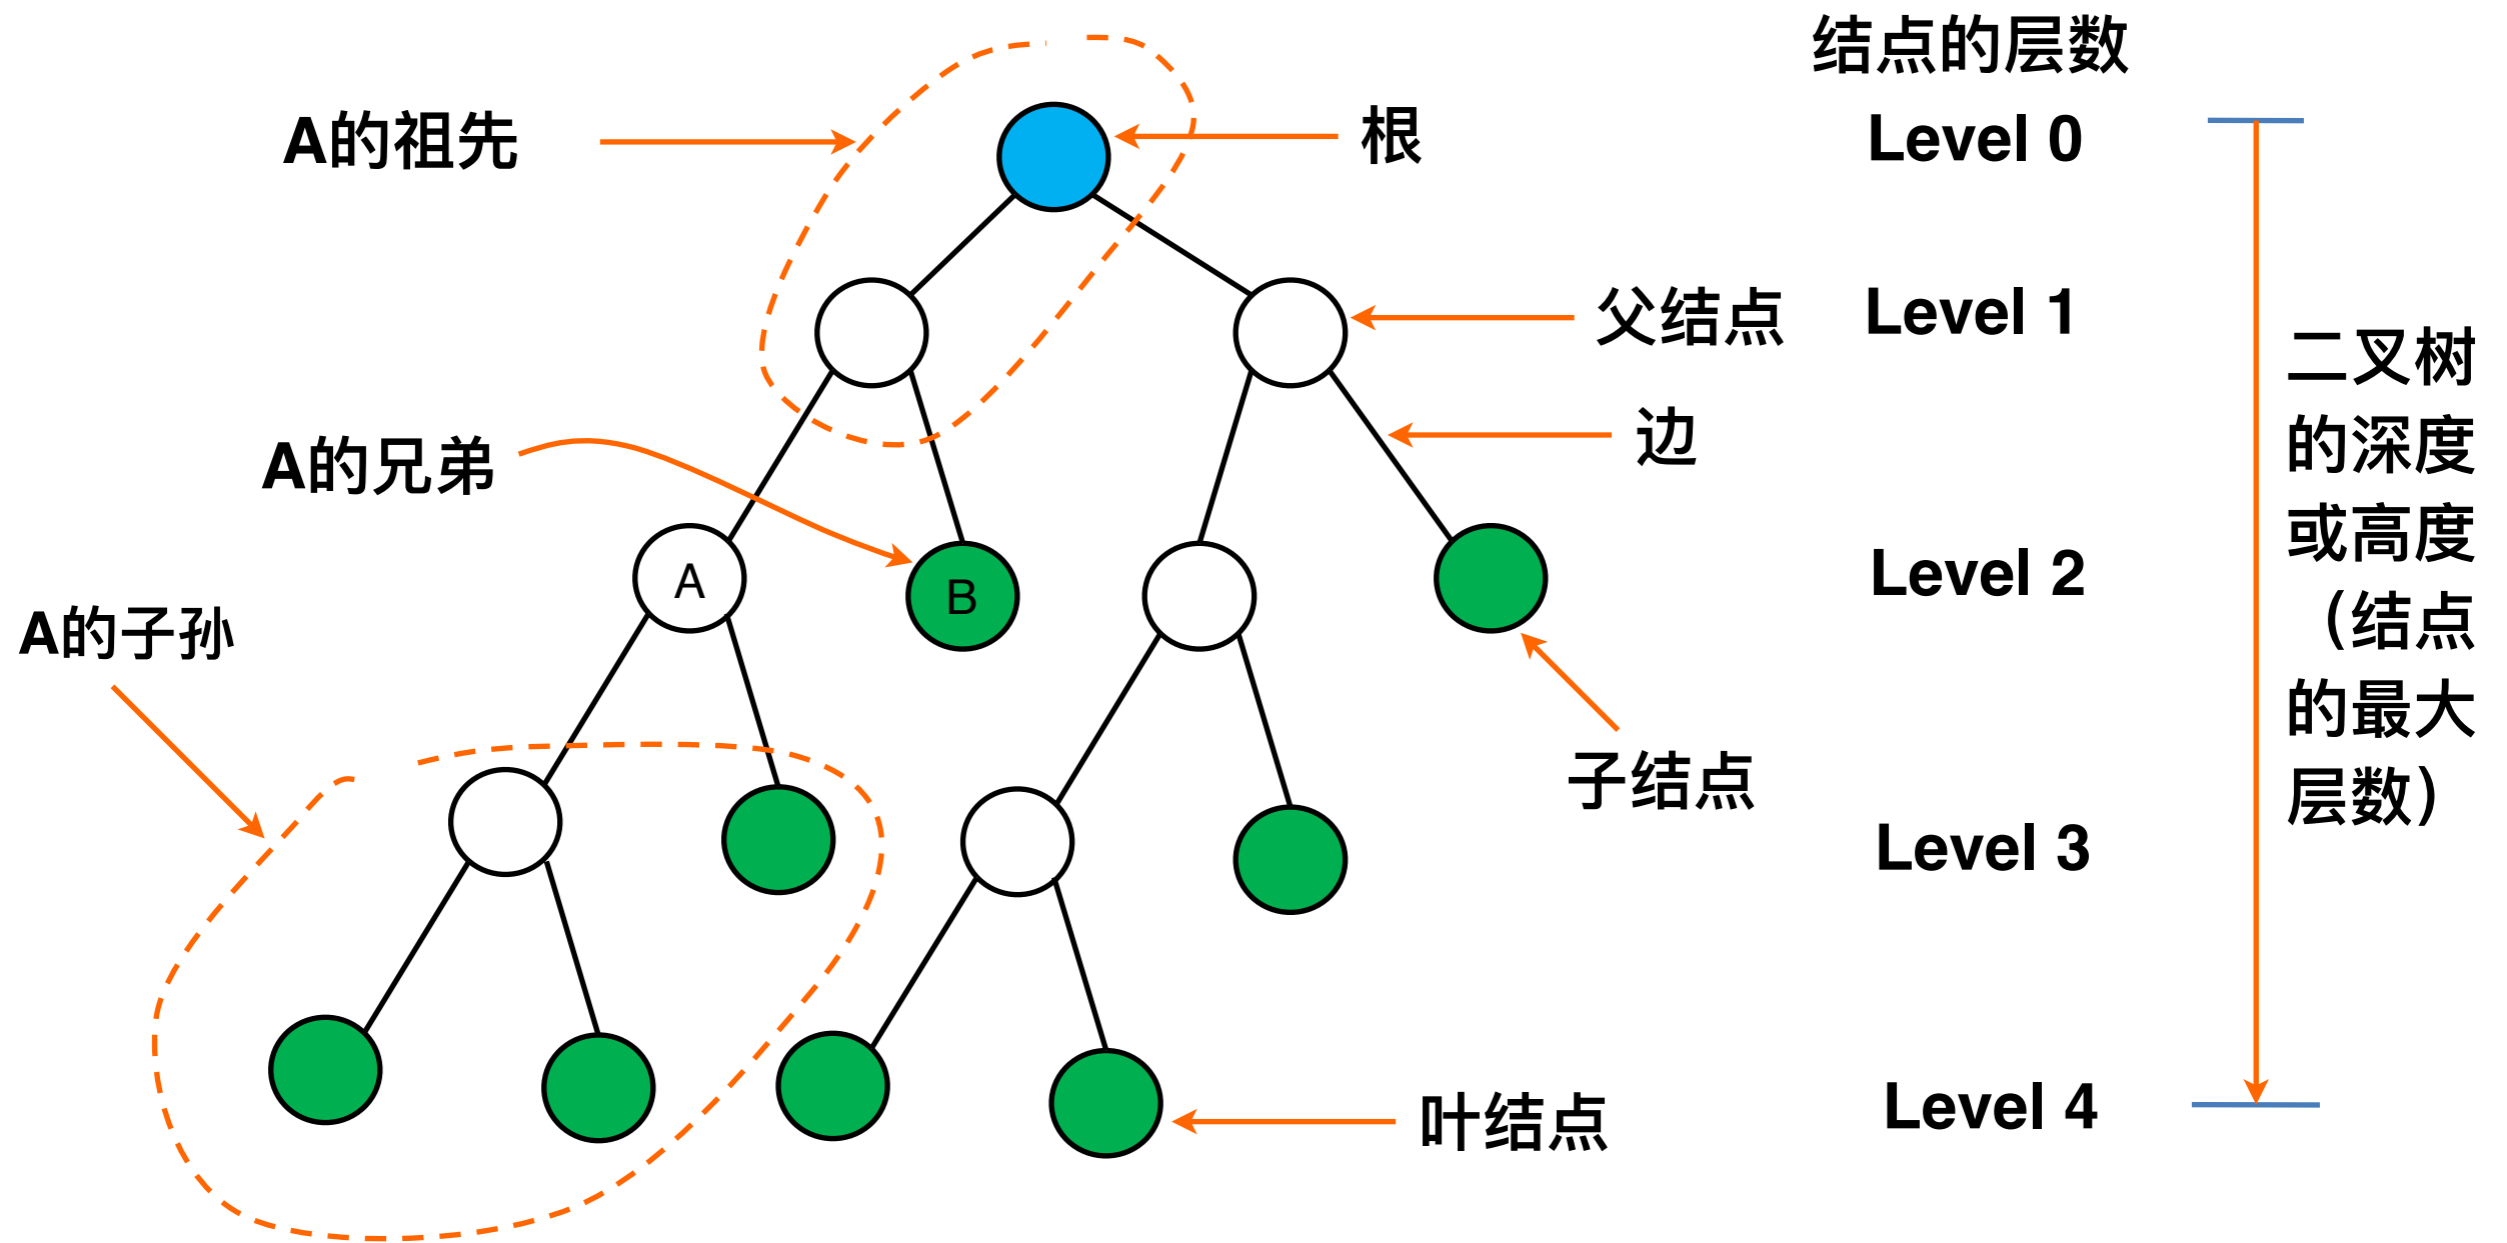 结点的层数
A的祖先
根
Level 0
父结点
Level 1
二叉树
的深度
或高度
(结点
的最大
层数)
边
A的兄弟
A
B
Level 2
A的子孙
子结点
Level 3
叶结点
Level 4